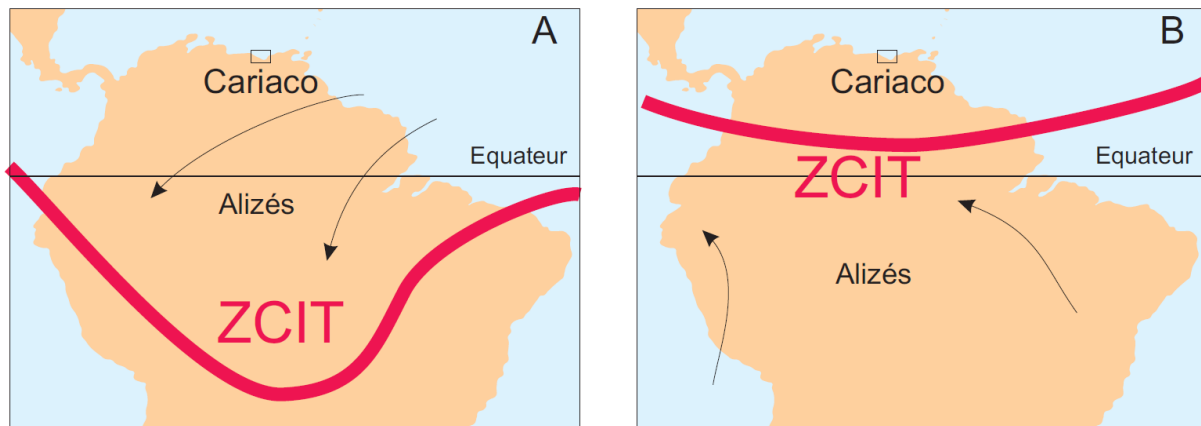 A
Cariaco
Equateur
Alizés
ZCIT
B
Cariaco
Equateur
ZCIT
Alizés